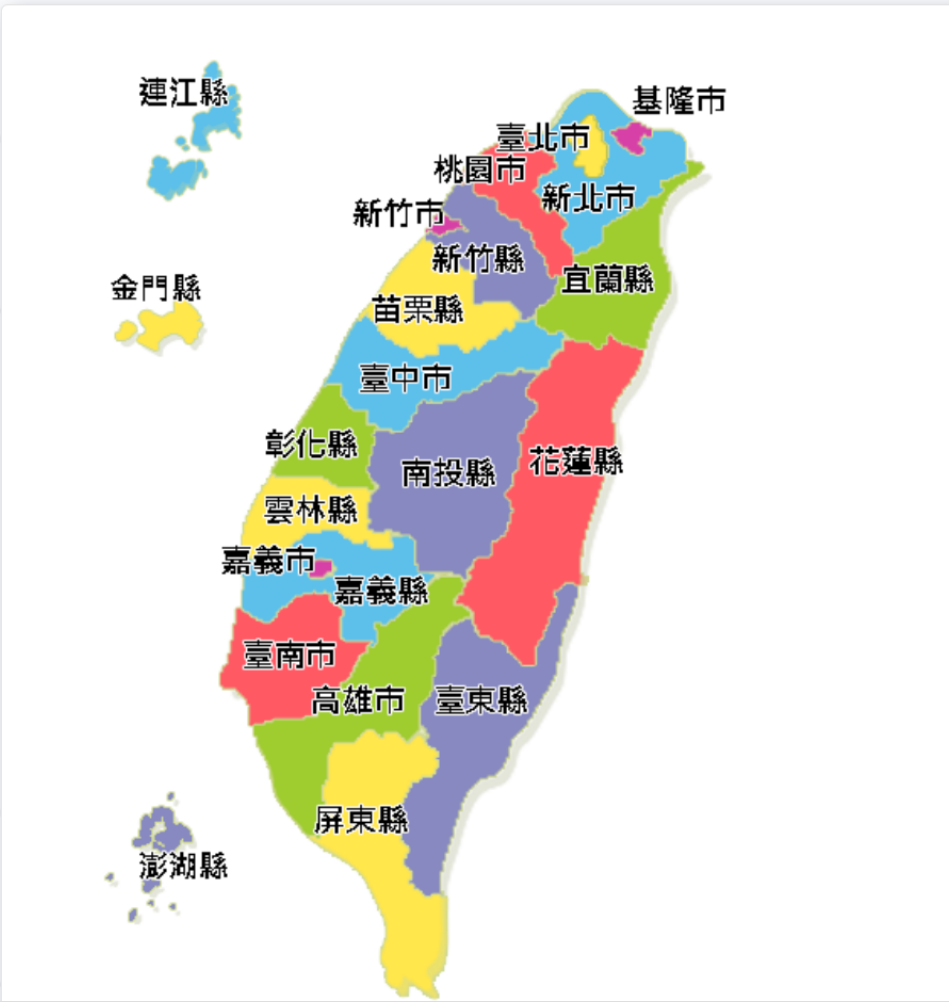 連江縣
基隆市
臺北市
桃園市
新北市
新竹市
新竹縣
宜蘭縣
金門縣
苗栗縣
臺中市
彰化縣
花蓮縣
南投縣
雲林縣
嘉義市
嘉義縣
臺南市
高雄市
臺東縣
屏東縣
澎湖縣